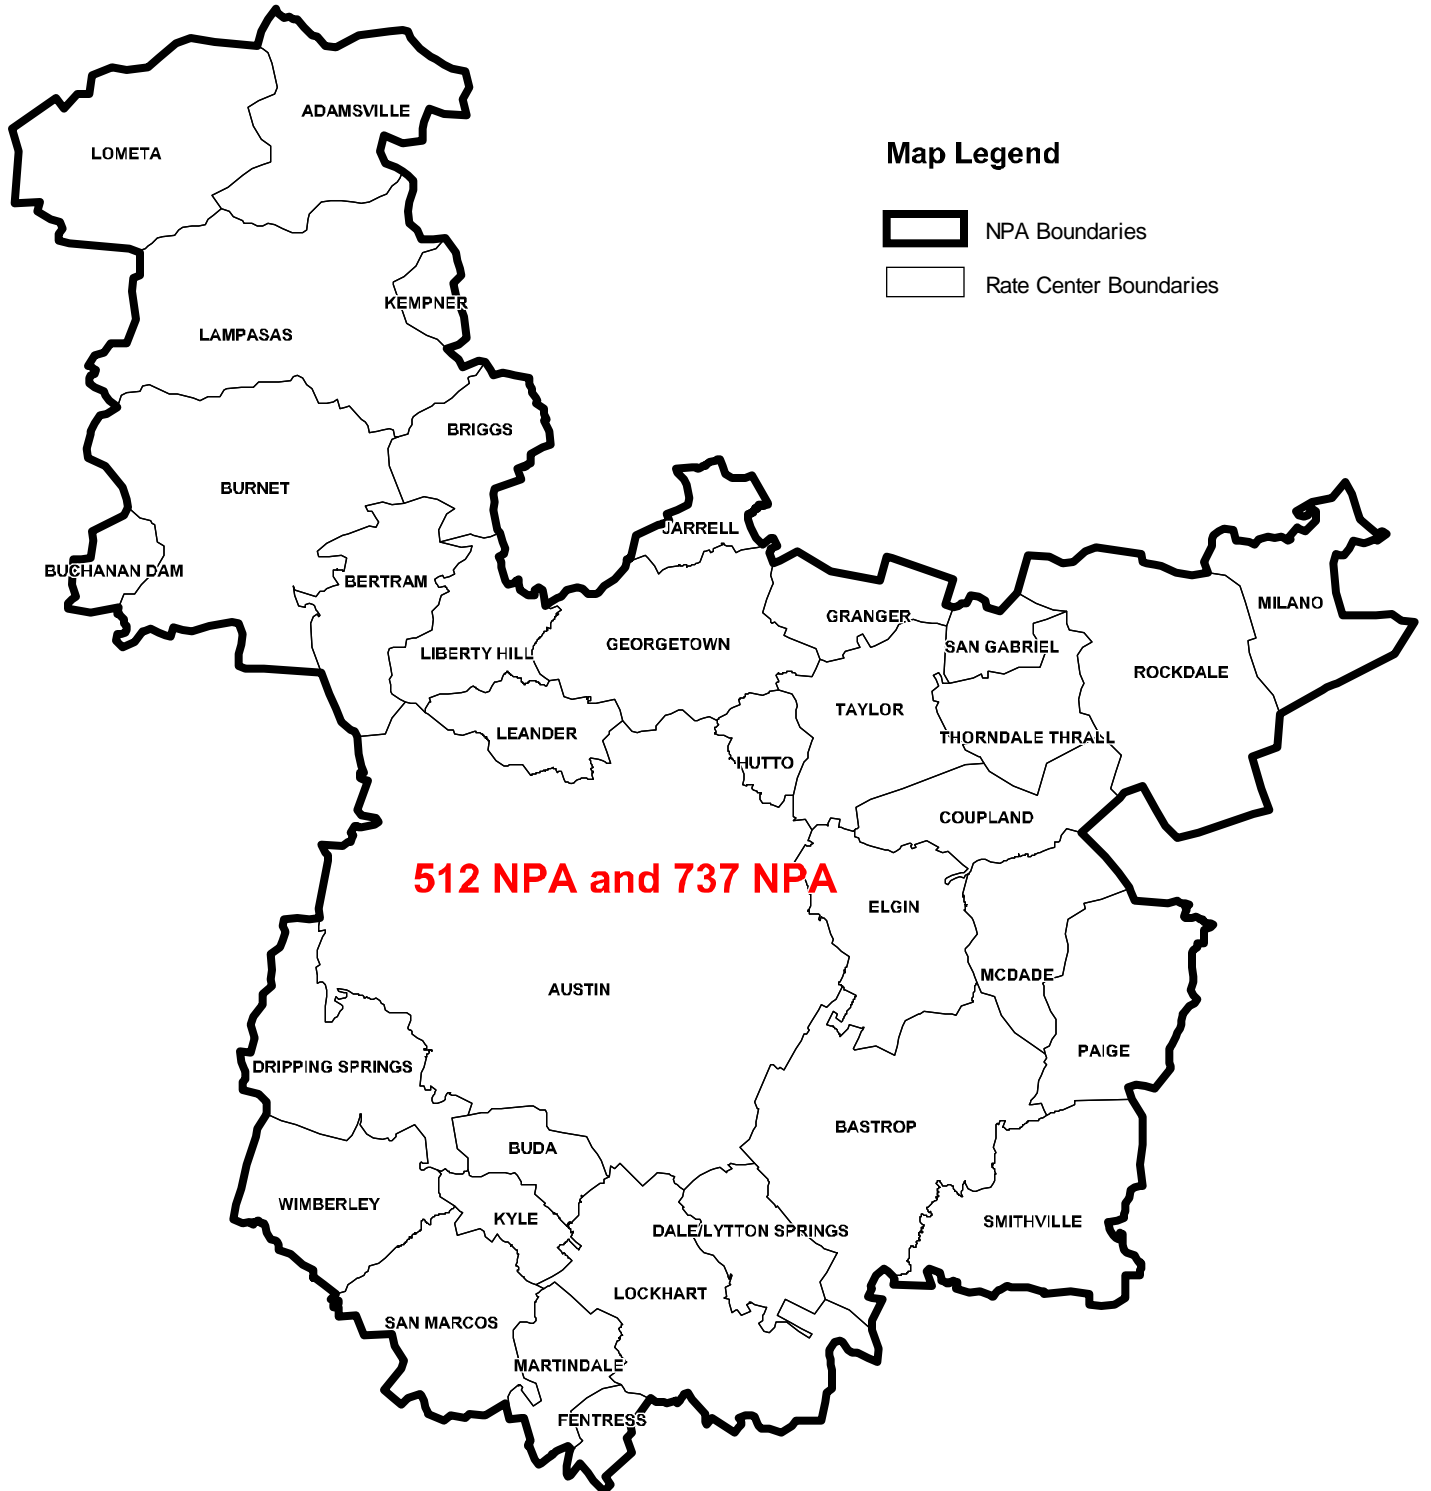 ADAMSVILLE
LOMETA
Map Legend
NPA Boundaries
Rate Center Boundaries
KEMPNER
LAMPASAS
BRIGGS
BURNET
JARRELL
BUCHANAN DAM
BERTRAM
MILANO
GRANGER
GEORGETOWN
SAN GABRIEL
LIBERTY HILL
ROCKDALE
TAYLOR
LEANDER
THORNDALE THRALL
HUTTO
COUPLAND
512 NPA and 737 NPA
ELGIN
MCDADE
AUSTIN
PAIGE
DRIPPING SPRINGS
BASTROP
BUDA
WIMBERLEY
KYLE
SMITHVILLE
DALE/LYTTON SPRINGS
LOCKHART
SAN MARCOS
MARTINDALE
FENTRESS